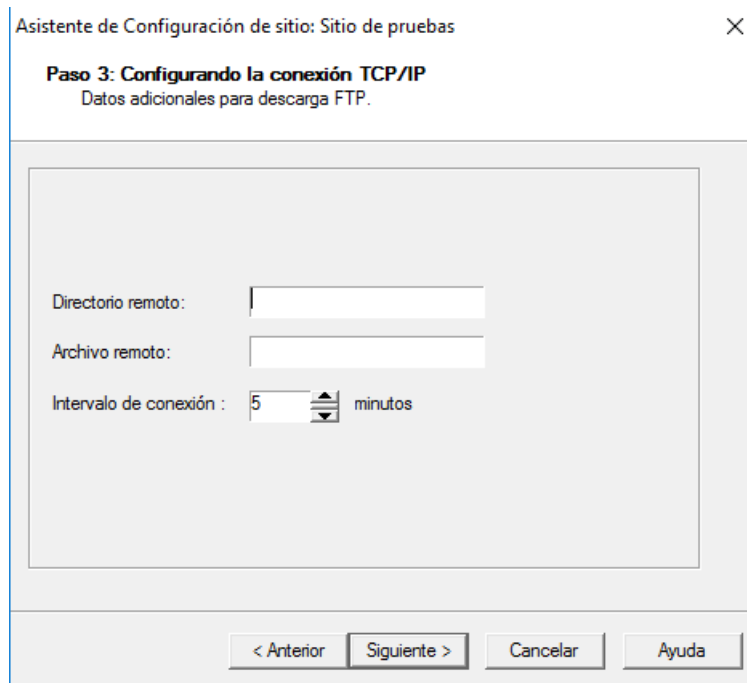 Asistente de Configuración de sitio: Sitio de pruebas
Paso 3: Configurando la conexión TCP/IP
Datos adicionales para descarga FTP.
Directorio remoto:
Archivo remoto:
Intervalo de conexión : 5 minutos
< Anterior Siguiente > Cancelar Ayuda